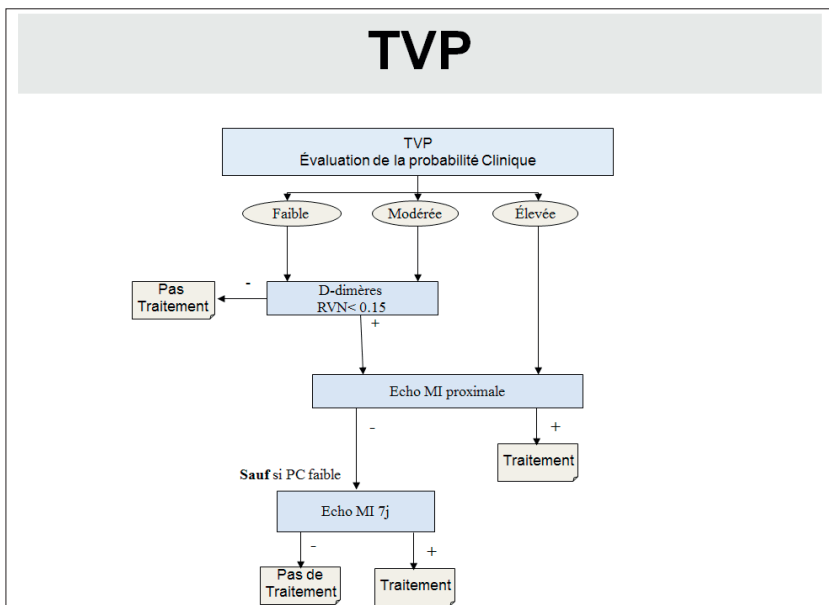 TVP
TVP
Évaluation de la probabilité Clinique
Faible
Modérée
Élevée
Pas
Traitement
-
D-dimères
RVN< 0.15
+
Echo MI proximale
-
+
Traitement
Sauf si PC faible
Echo MI 7j
-
+
Pas de
Traitement
Traitement